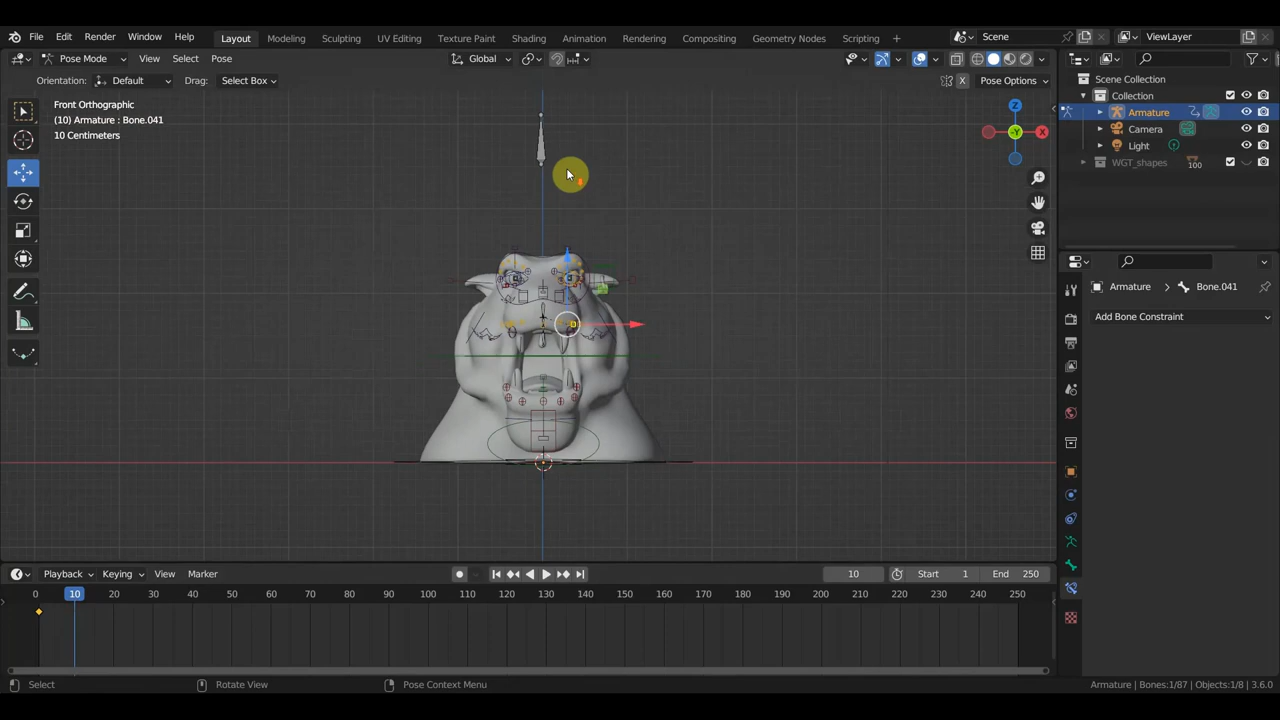 File Edit Render Window Help Layout Modeling Sculpting UV Editing Texture Paint Shading Animation Rendering Compositing Geometry Nodes Scripting + Scene ViewLayer
Pose Mode View Select Pose Global
Orientation: Default Drag: Select Box X Pose Options
Front Orthographic
(10) Armature : Bone.041
10 Centimeters
Z
-Y
X
Scene Collection
Collection
Armature
Camera
Light
WGT_shapes
100
Armature > Bone.041
Add Bone Constraint
Playback Keying View Marker 10 Start 1 End 250
0 10 20 30 40 50 60 70 80 90 100 110 120 130 140 150 160 170 180 190 200 210 220 230 240 250
Select Rotate View Pose Context Menu Armature | Bones:1/87 | Objects:1/8 | 3.6.0